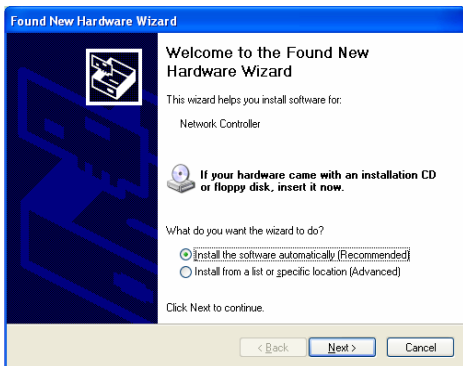 Found New Hardware Wizard
Welcome to the Found New
Hardware Wizard
This wizard helps you install software for:
Network Controller
If your hardware came with an installation CD
or floppy disk, insert it now.
What do you want the wizard to do?
Install the software automatically (Recommended)
Install from a list or specific location (Advanced)
Click Next to continue.
< Back
Next >
Cancel